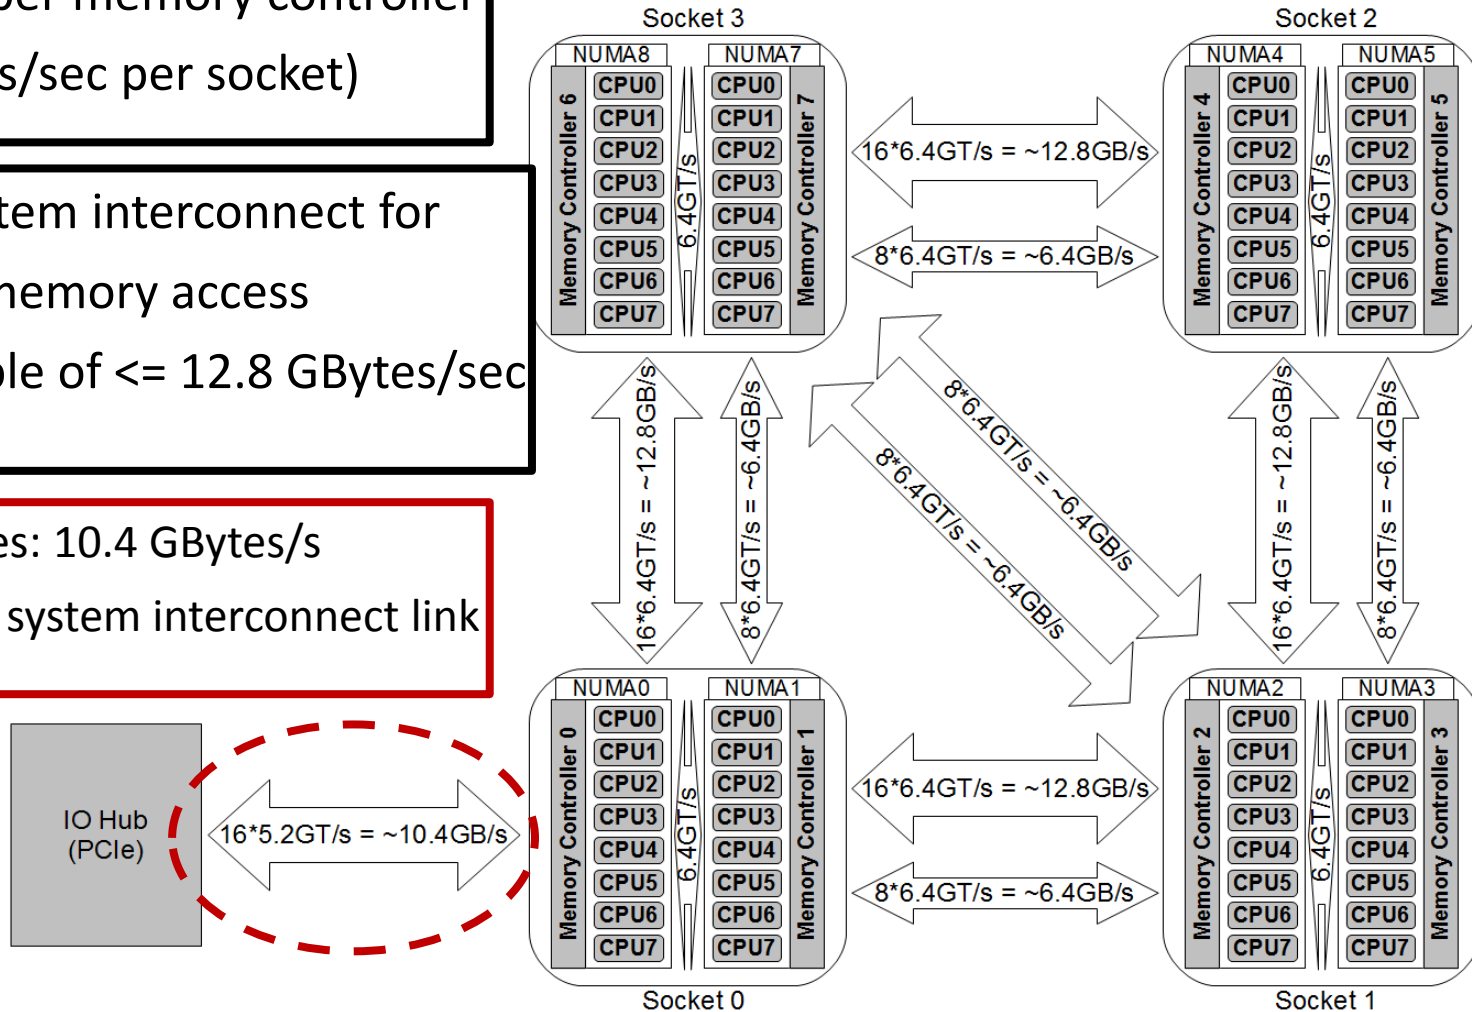 per memory controller
s/sec per socket)
stem interconnect for
memory access
ble of <= 12.8 GBytes/sec
es: 10.4 GBytes/s
system interconnect link
IO Hub
(PCIe)
16*5.2GT/s = ~10.4GB/s
Socket 3
NUMA8
NUMA7
Memory Controller 6
CPU0
CPU1
CPU2
CPU3
CPU4
CPU5
CPU6
CPU7
6.4GT/s
CPU0
CPU1
CPU2
CPU3
CPU4
CPU5
CPU6
CPU7
Memory Controller 7
16*6.4GT/s = ~12.8GB/s
8*6.4GT/s = ~6.4GB/s
Socket 2
NUMA4
NUMA5
Memory Controller 4
CPU0
CPU1
CPU2
CPU3
CPU4
CPU5
CPU6
CPU7
6.4GT/s
CPU0
CPU1
CPU2
CPU3
CPU4
CPU5
CPU6
CPU7
Memory Controller 5
16*6.4GT/s = ~12.8GB/s
8*6.4GT/s = ~6.4GB/s
8*6.4GT/s = ~6.4GB/s
8*6.4GT/s = ~6.4GB/s
16*6.4GT/s = ~12.8GB/s
8*6.4GT/s = ~6.4GB/s
NUMA0
NUMA1
Memory Controller 0
CPU0
CPU1
CPU2
CPU3
CPU4
CPU5
CPU6
CPU7
6.4GT/s
CPU0
CPU1
CPU2
CPU3
CPU4
CPU5
CPU6
CPU7
Memory Controller 1
Socket 0
16*6.4GT/s = ~12.8GB/s
8*6.4GT/s = ~6.4GB/s
NUMA2
NUMA3
Memory Controller 2
CPU0
CPU1
CPU2
CPU3
CPU4
CPU5
CPU6
CPU7
6.4GT/s
CPU0
CPU1
CPU2
CPU3
CPU4
CPU5
CPU6
CPU7
Memory Controller 3
Socket 1